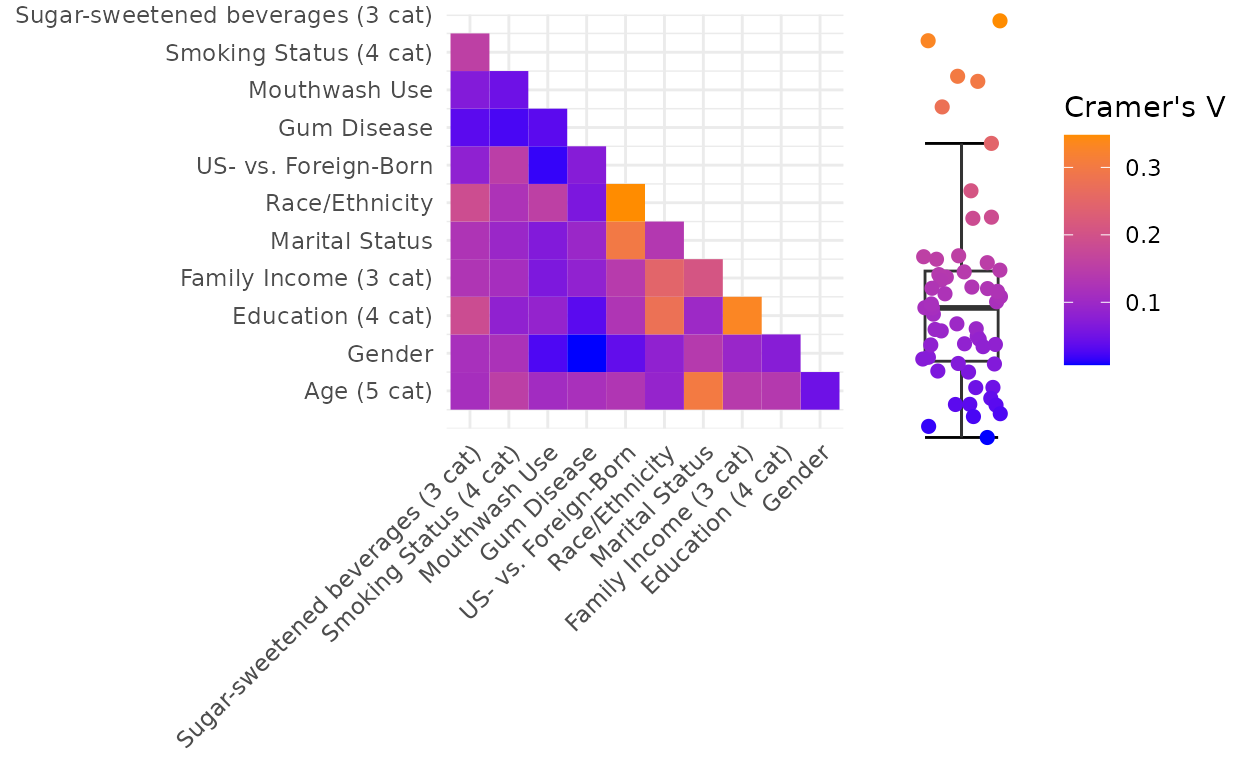 Sugar-sweetened beverages (3 cat)
Smoking Status (4 cat)
Mouthwash Use
Gum Disease
US- vs. Foreign-Born
Race/Ethnicity
Marital Status
Family Income (3 cat)
Education (4 cat)
Gender
Age (5 cat)
Sugar-sweetened beverages (3 cat)
Smoking Status (4 cat)
Mouthwash Use
Gum Disease
US- vs. Foreign-Born
Race/Ethnicity
Marital Status
Family Income (3 cat)
Education (4 cat)
Gender
Cramer's V
0.3
0.2
0.1